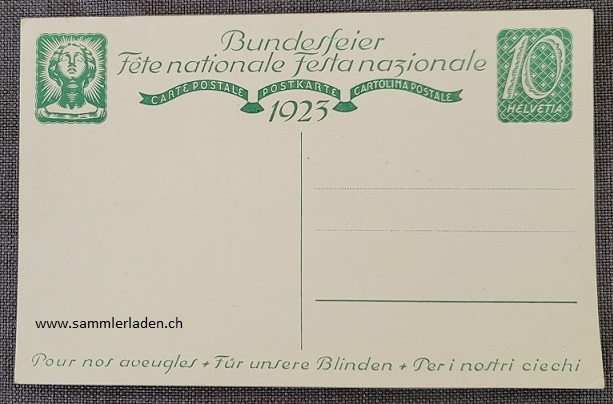 Bundesfeier
Fête nationale festa nazionale
CARTE POSTALE POSTKARTE CARTOLINA POSTALE
1923
10
HELVETIA
www.sammlerladen.ch
Pour nos aveugles + Für unsere Blinden + Per i nostri ciechi